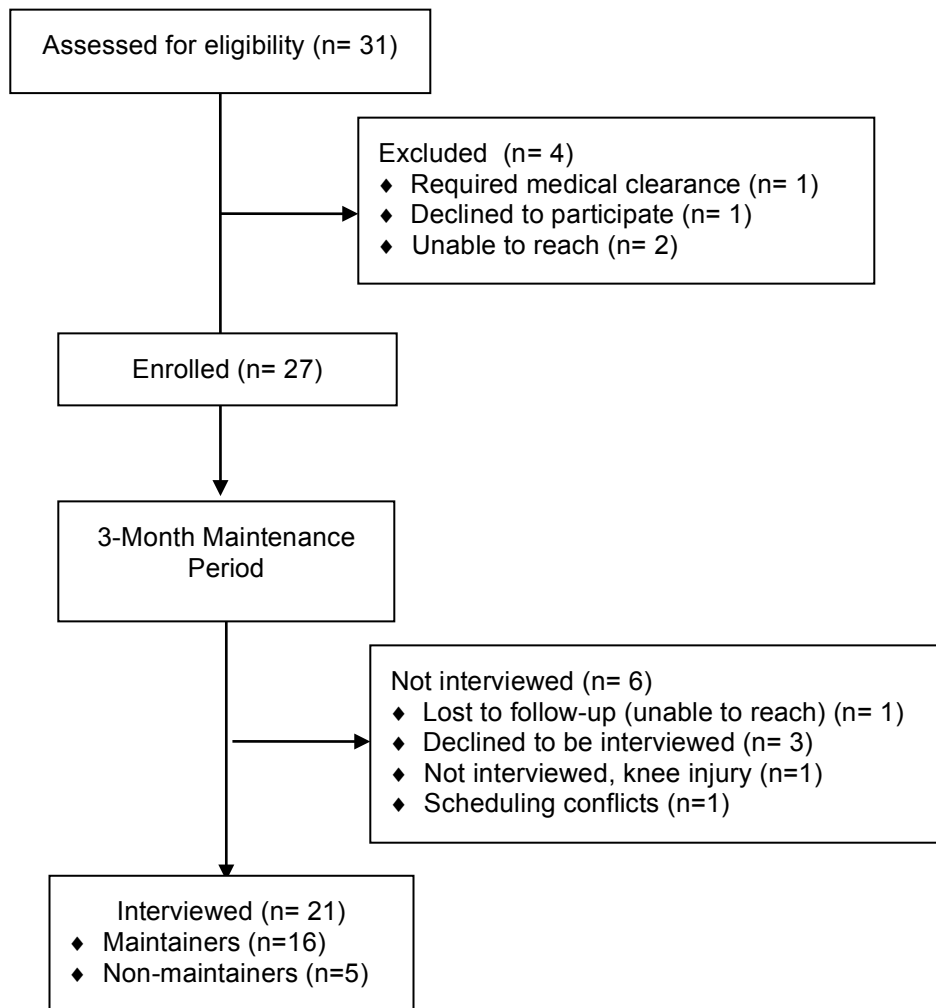 Assessed for eligibility (n= 31)
Excluded  (n= 4)
♦ Required medical clearance (n= 1)
♦ Declined to participate (n= 1)
♦ Unable to reach (n= 2)
Enrolled (n= 27)
3-Month Maintenance
Period
Not interviewed (n= 6)
♦ Lost to follow-up (unable to reach) (n= 1)
♦ Declined to be interviewed (n= 3)
♦ Not interviewed, knee injury (n=1)
♦ Scheduling conflicts (n=1)
Interviewed (n= 21)
♦ Maintainers (n=16)
♦ Non-maintainers (n=5)